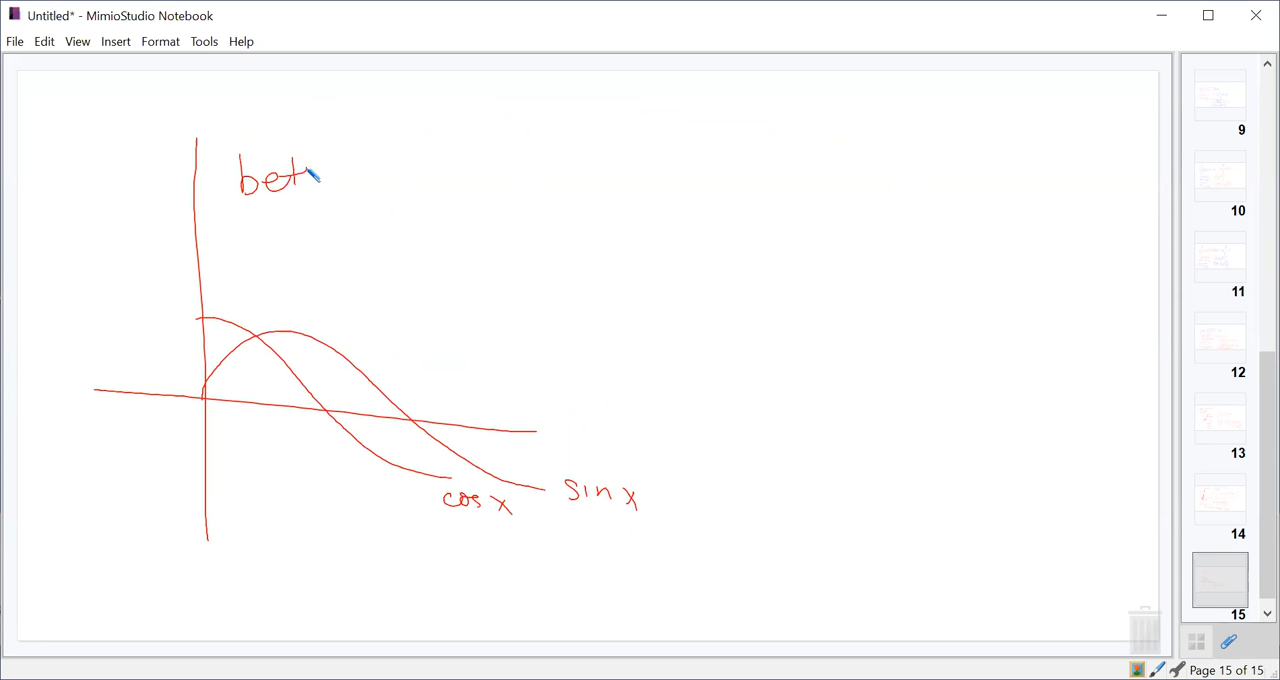 Untitled* - MimioStudio Notebook
File Edit View Insert Format Tools Help
bet
cos x
sin x
9
10
11
12
13
14
15
Page 15 of 15